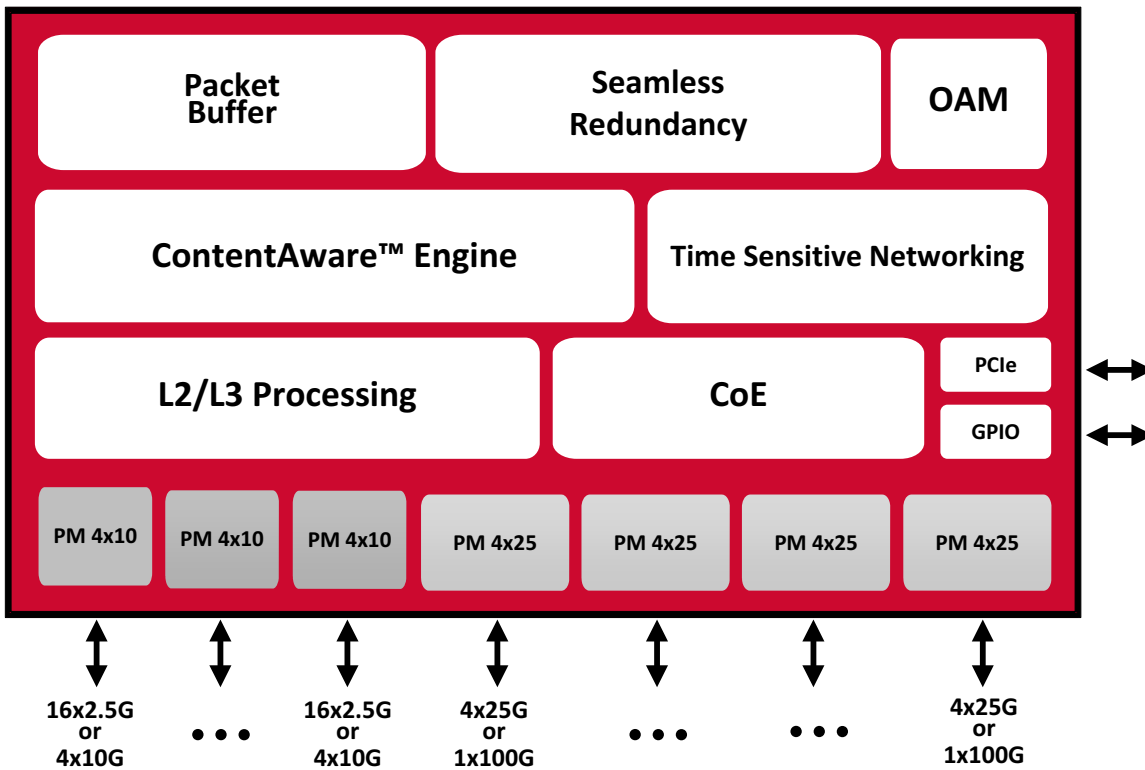 Packet
Buffer
Seamless
Redundancy
OAM
ContentAware™ Engine
Time Sensitive Networking
L2/L3 Processing
CoE
PCIe
GPIO
PM 4x10
PM 4x10
PM 4x10
PM 4x25
PM 4x25
PM 4x25
PM 4x25
16x2.5G
or
4x10G
•••
16x2.5G
or
4x10G
4x25G
or
1x100G
•••
•••
4x25G
or
1x100G